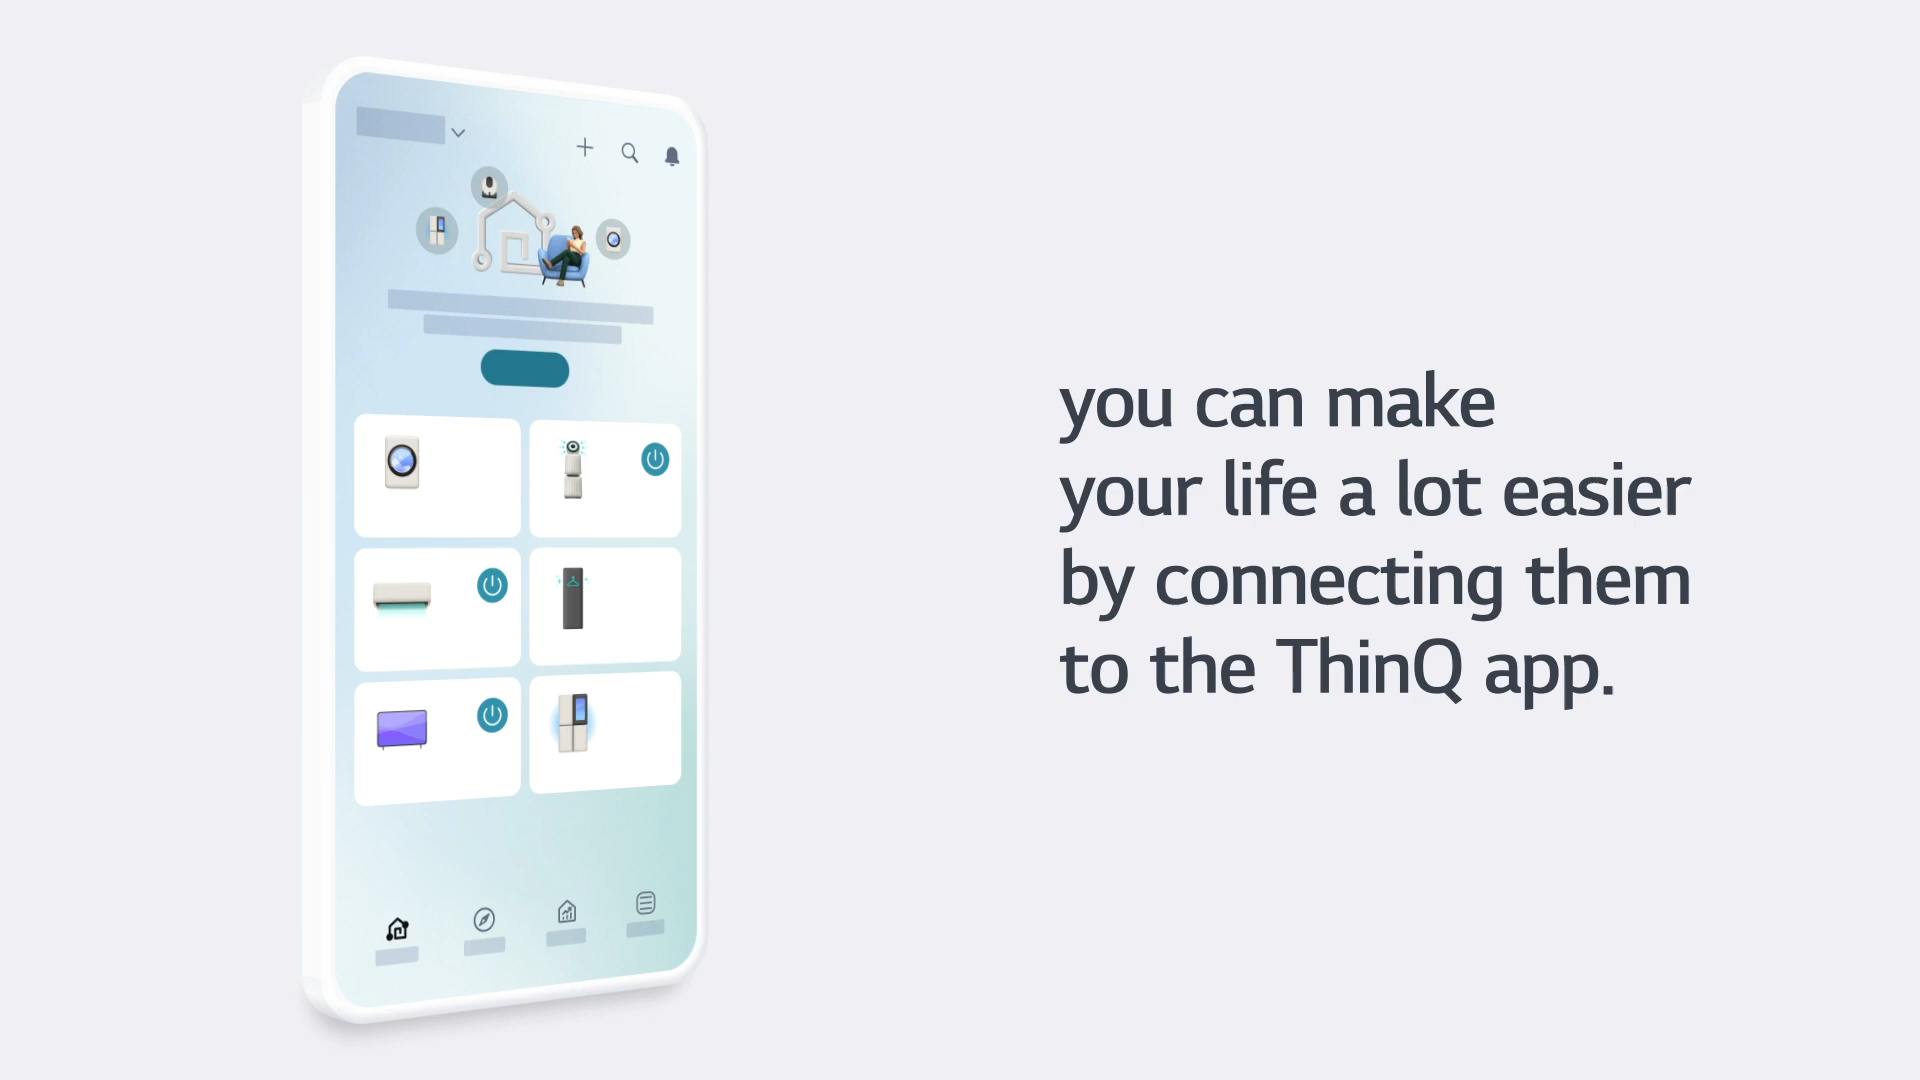 you can make
your life a lot easier
by connecting them
to the ThinQ app.